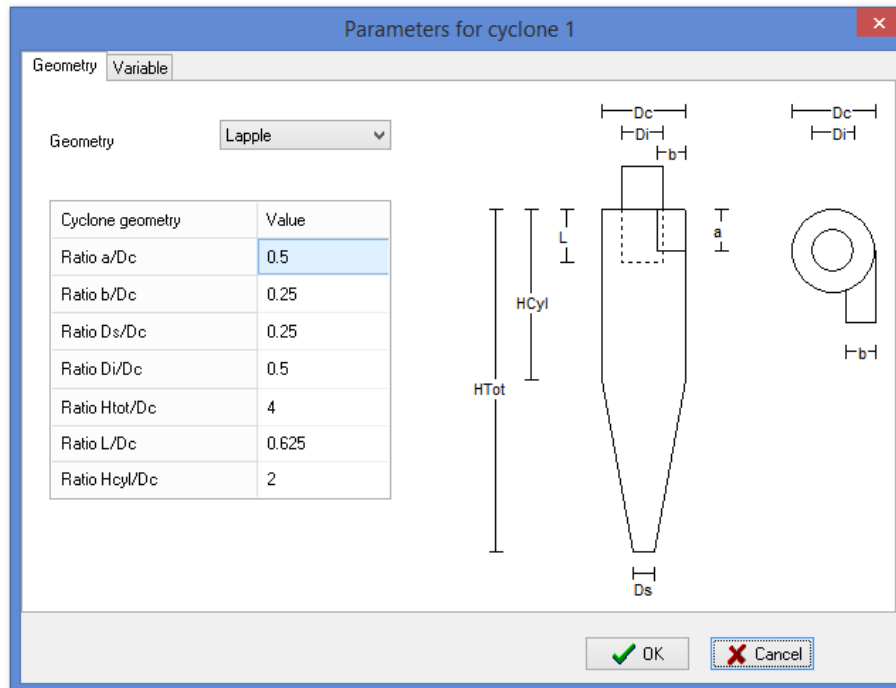 Parameters for cyclone 1
Geometry Variable
Geometry Lapple
Cyclone geometry Value
Ratio a/Dc 0.5
Ratio b/Dc 0.25
Ratio Ds/Dc 0.25
Ratio Di/Dc 0.5
Ratio Htot/Dc 4
Ratio L/Dc 0.625
Ratio Hcyl/Dc 2
Dc
Di
b
L
a
HCyl
HTot
Ds
Dc
Di
b
OK Cancel